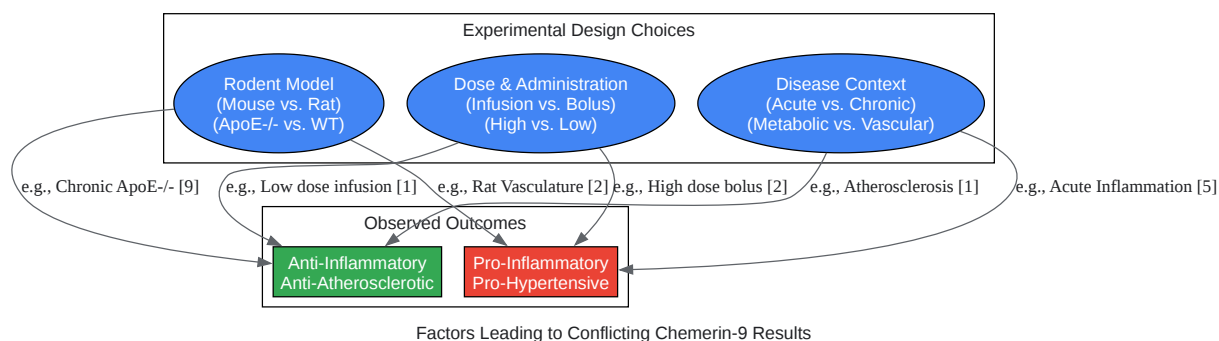 Experimental Design Choices
Rodent Model
(Mouse vs. Rat)
(ApoE-/- vs. WT)
Dose & Administration
(Infusion vs. Bolus)
(High vs. Low)
Disease Context
(Acute vs. Chronic)
(Metabolic vs. Vascular)
e.g., Chronic ApoE-/- [9]
e.g., Low dose infusion [1]
e.g., Rat Vasculature [2]
e.g., High dose bolus [2]
e.g., Atherosclerosis [1]
e.g., Acute Inflammation [5]
Observed Outcomes
Anti-Inflammatory
Anti-Atherosclerotic
Pro-Inflammatory
Pro-Hypertensive
Factors Leading to Conflicting Chemerin-9 Results